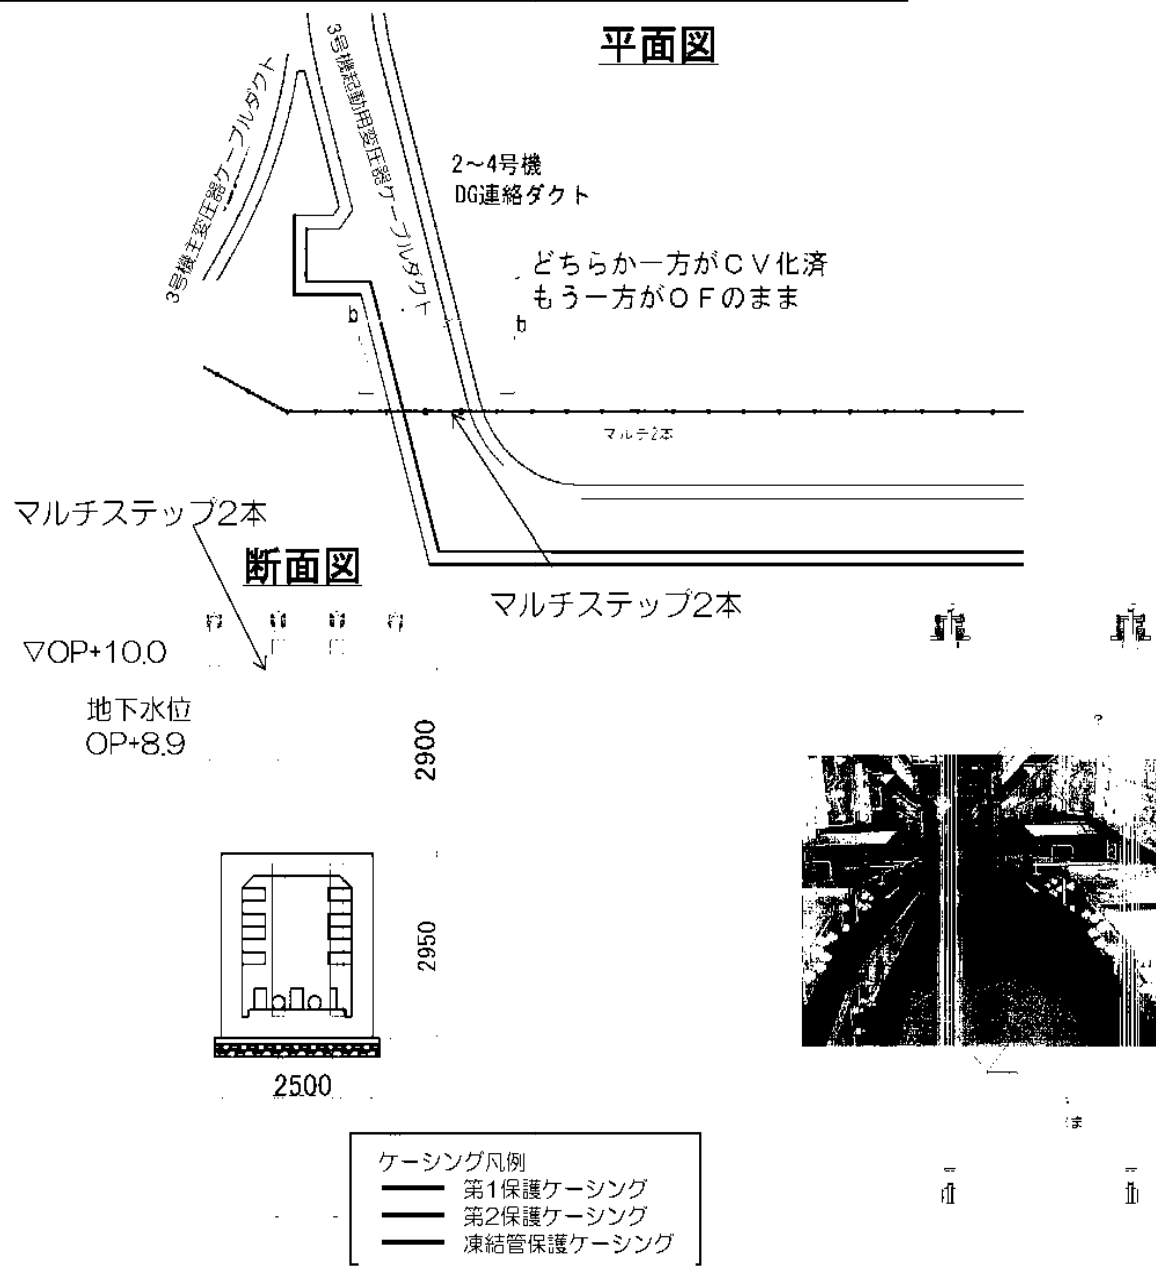 平面図
3号機起動用変圧器ケーブルダクト
3号機主変圧器ケーブルダクト
2～4号機
DG連絡ダクト
どちらか一方がＣＶ化済
もう一方がＯＦのまま
b
b
マルチ2本
マルチステップ2本
断面図
マルチステップ2本
▽OP+10.0
地下水位
OP+8.9
2900
?
2950
2500
ま
ケーシング凡例
第1保護ケーシング
第2保護ケーシング
凍結管保護ケーシング